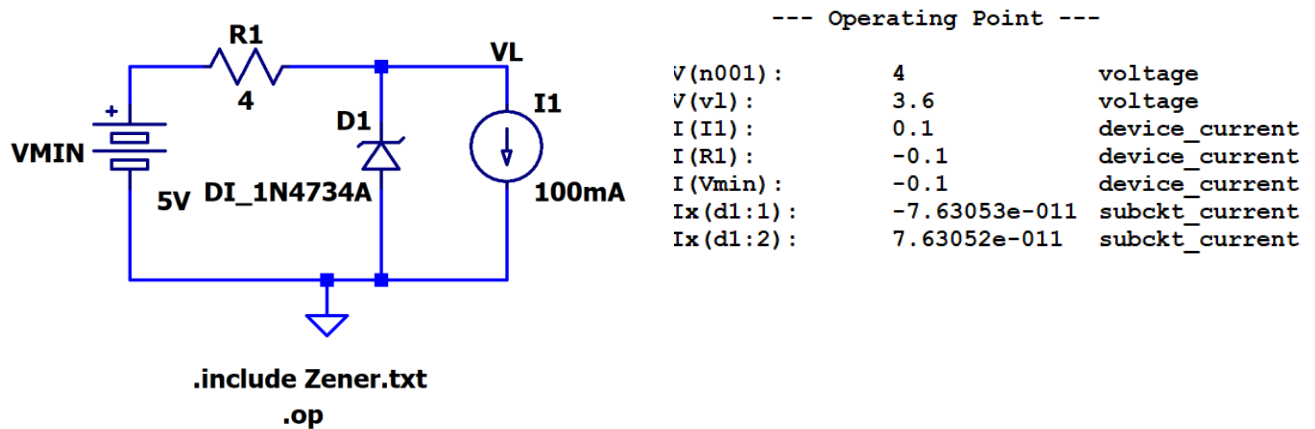 R1
4
VL
+
VMIN
5V
D1
DI_1N4734A
I1
100mA
.include Zener.txt
.op
--- Operating Point ---
V(n001): 4 voltage
V(vl): 3.6 voltage
I(I1): 0.1 device_current
I(R1): -0.1 device_current
I(Vmin): -0.1 device_current
Ix(d1:1): -7.63053e-011 subckt_current
Ix(d1:2): 7.63052e-011 subckt_current